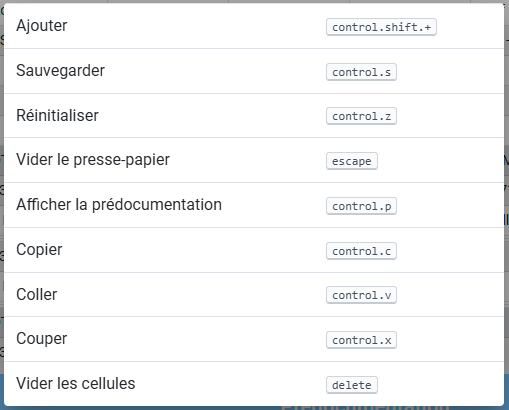 Ajouter control.shift.+
Sauvegarder control.s
Réinitialiser control.z
Vider le presse-papier escape
Afficher la prédocumentation control.p
Copier control.c
Coller control.v
Couper control.x
Vider les cellules delete